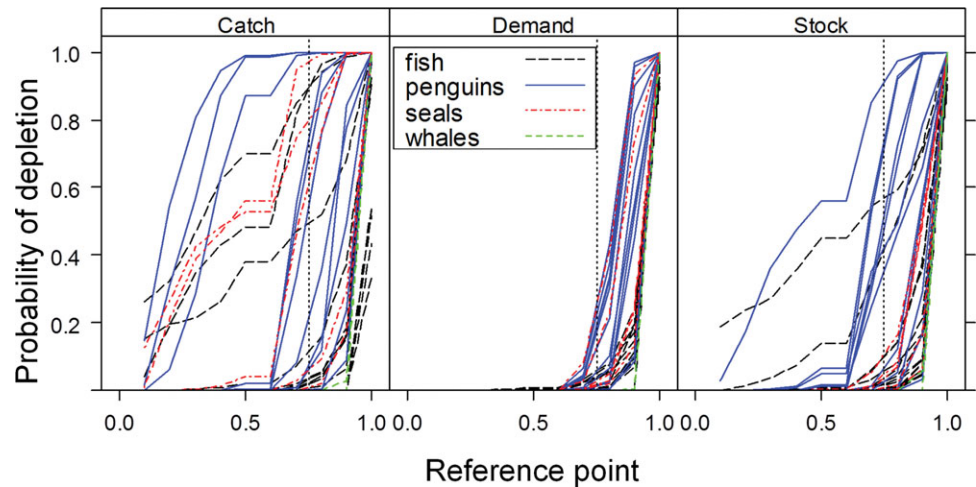 Catch
Demand
Stock
Probability of depletion
1.0
0.8
0.6
0.4
0.2
fish
penguins
seals
whales
0.0 0.5 1.0 0.0 0.5 1.0 0.0 0.5 1.0
Reference point